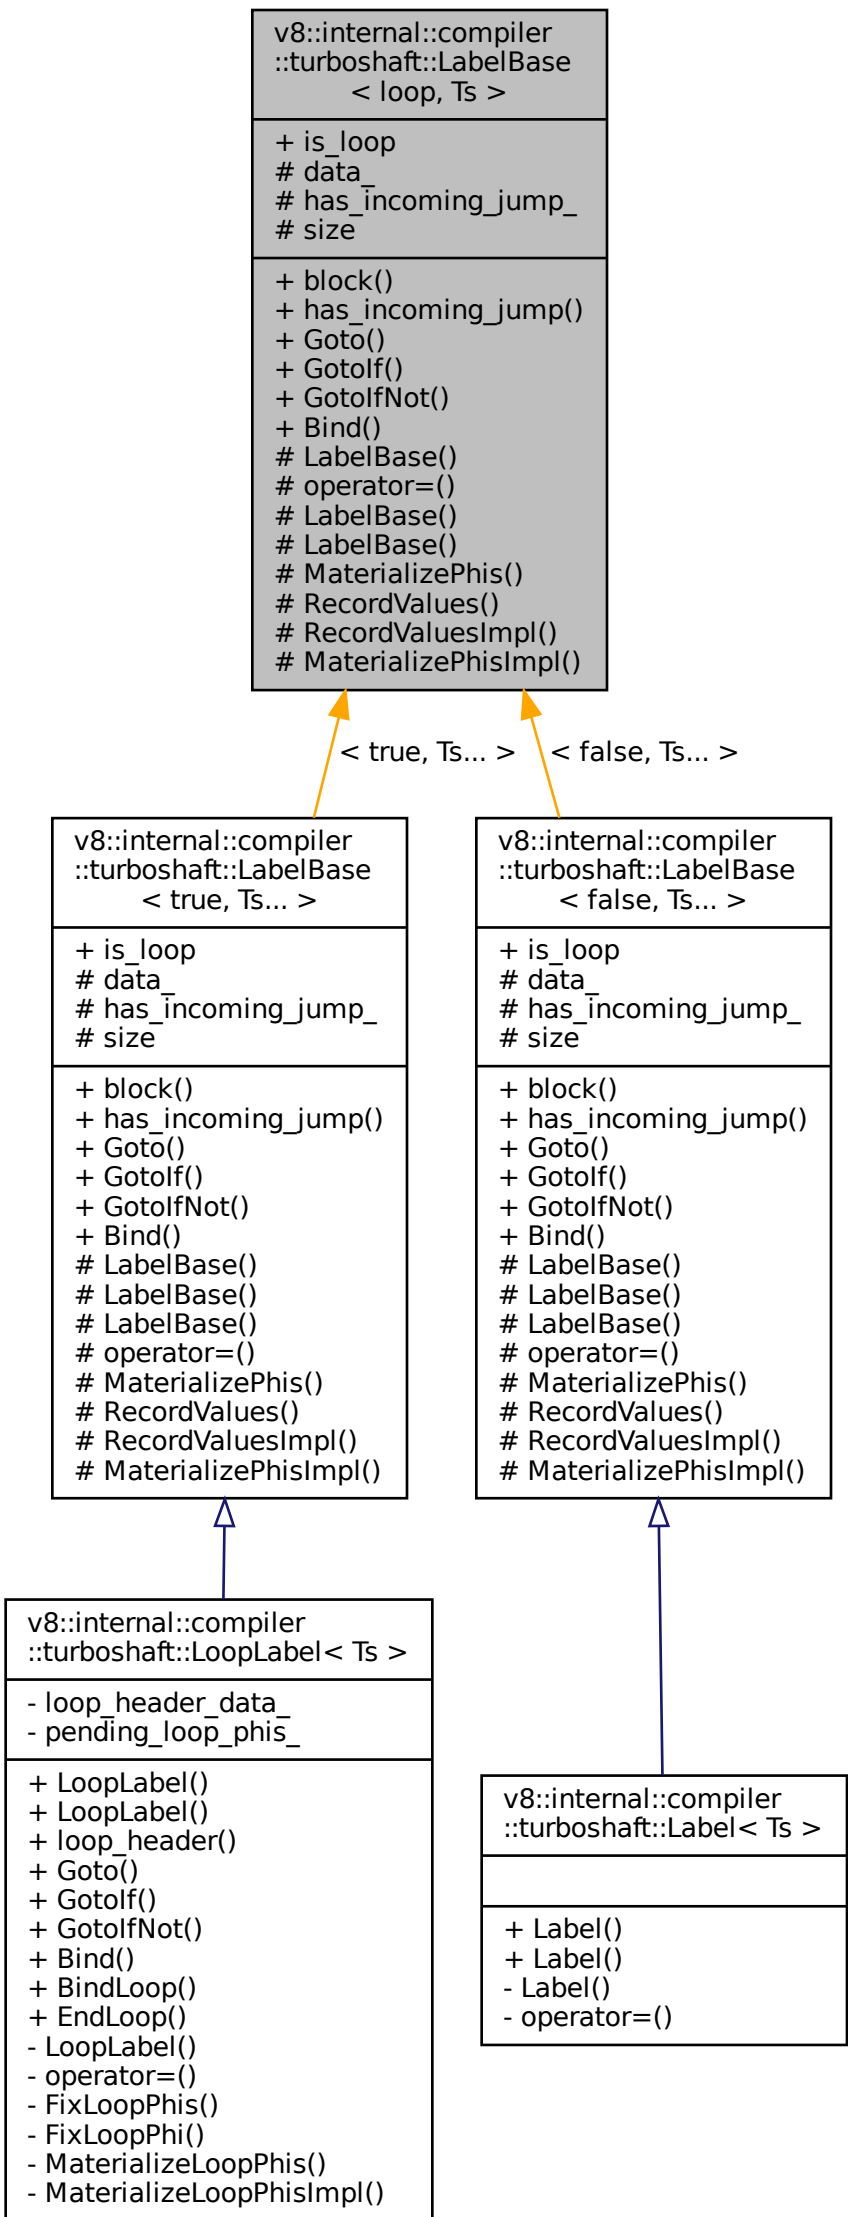 v8::internal::compiler
::turboshaft::LabelBase
< loop, Ts >
+ is_loop
# data_
# has_incoming_jump_
# size
+ block()
+ has_incoming_jump()
+ Goto()
+ GotoIf()
+ GotoIfNot()
+ Bind()
# LabelBase()
# operator=()
# LabelBase()
# LabelBase()
# MaterializePhis()
# RecordValues()
# RecordValuesImpl()
# MaterializePhisImpl()
< true, Ts... >
< false, Ts... >
v8::internal::compiler
::turboshaft::LabelBase
< true, Ts... >
+ is_loop
# data_
# has_incoming_jump_
# size
+ block()
+ has_incoming_jump()
+ Goto()
+ GotoIf()
+ GotoIfNot()
+ Bind()
# LabelBase()
# LabelBase()
# LabelBase()
# operator=()
# MaterializePhis()
# RecordValues()
# RecordValuesImpl()
# MaterializePhisImpl()
v8::internal::compiler
::turboshaft::LabelBase
< false, Ts... >
+ is_loop
# data_
# has_incoming_jump_
# size
+ block()
+ has_incoming_jump()
+ Goto()
+ GotoIf()
+ GotoIfNot()
+ Bind()
# LabelBase()
# LabelBase()
# LabelBase()
# operator=()
# MaterializePhis()
# RecordValues()
# RecordValuesImpl()
# MaterializePhisImpl()
v8::internal::compiler
::turboshaft::LoopLabel< Ts >
- loop_header_data_
- pending_loop_phis_
+ LoopLabel()
+ LoopLabel()
+ loop_header()
+ Goto()
+ GotoIf()
+ GotoIfNot()
+ Bind()
+ BindLoop()
+ EndLoop()
- LoopLabel()
- operator=()
- FixLoopPhis()
- FixLoopPhi()
- MaterializeLoopPhis()
- MaterializeLoopPhisImpl()
v8::internal::compiler
::turboshaft::Label< Ts >
+ Label()
+ Label()
- Label()
- operator=()